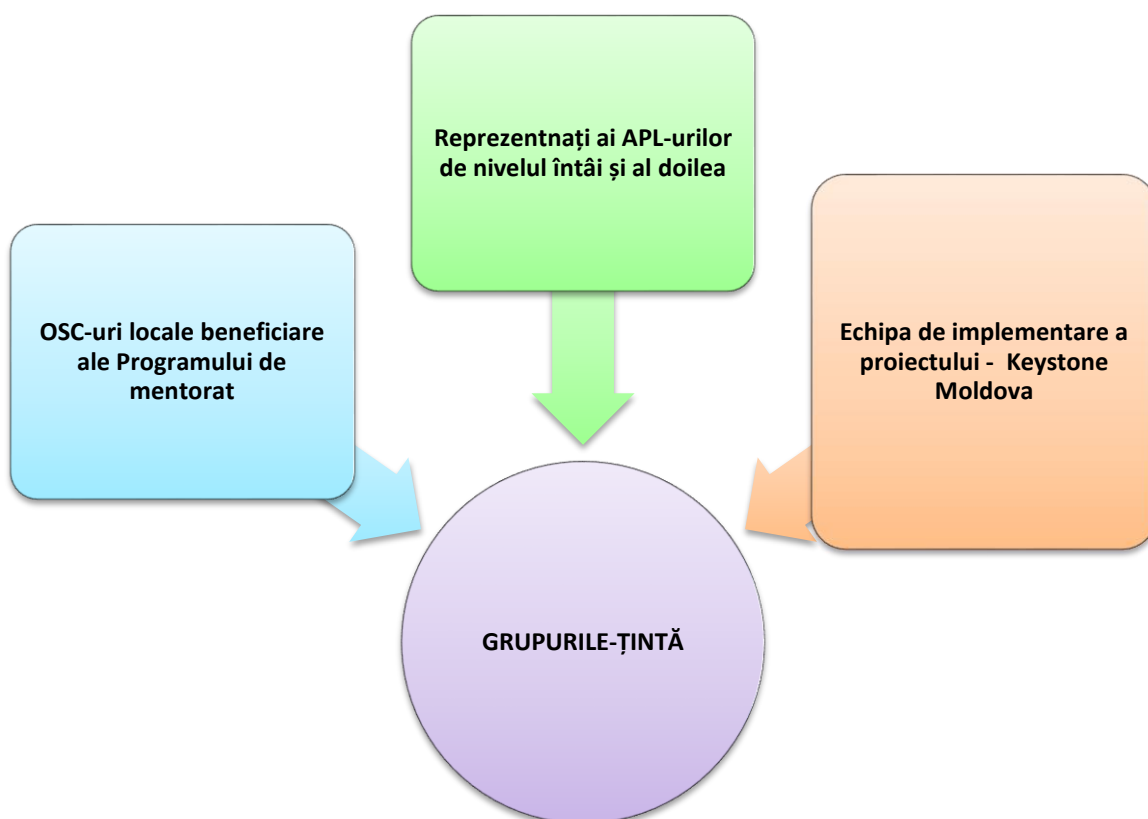 Reprezentnați ai APL-urilor
de nivelul întâi și al doilea
OSC-uri locale beneficiare
ale Programului de
mentorat
Echipa de implementare a
proiectului - Keystone
Moldova
GRUPURILE-ȚINTĂ